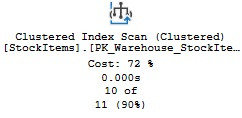 Clustered Index Scan (Clustered)
[StockItems].[PK_Warehouse_StockIte…
Cost: 72 %
0.000s
10 of
11 (90%)